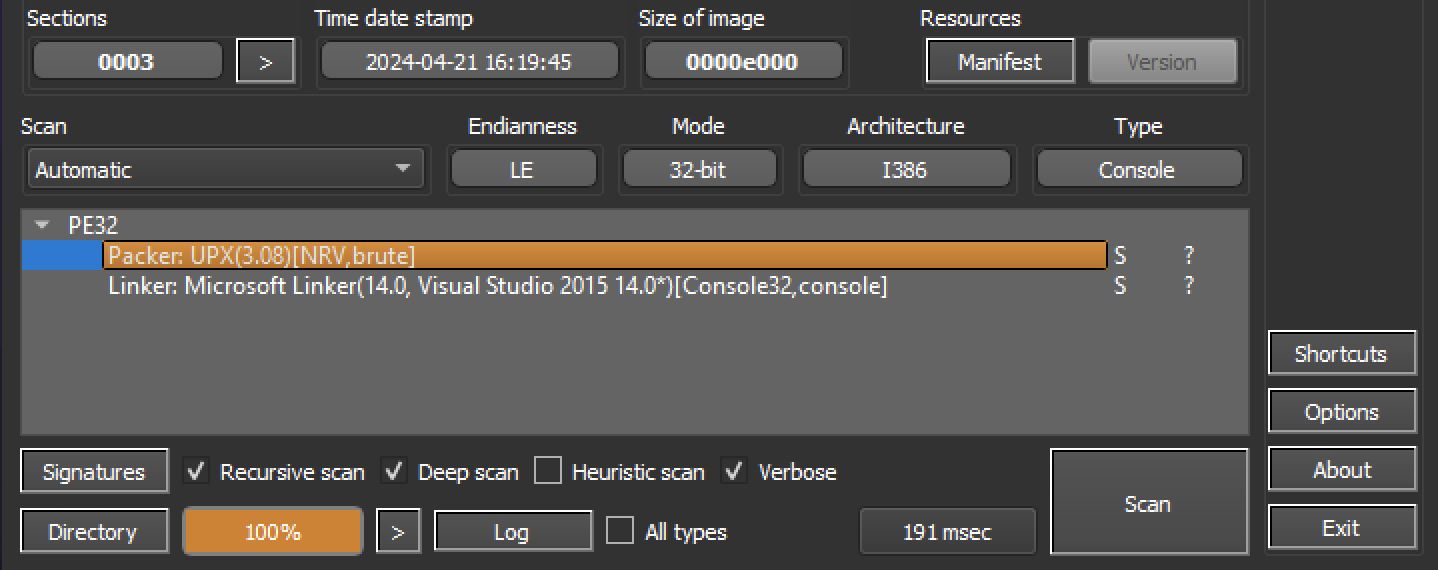 Sections Time date stamp Size of image Resources
0003 > 2024-04-21 16:19:45 0000e000 Manifest Version
Scan Endianness Mode Architecture Type
Automatic LE 32-bit I386 Console
PE32
Packer: UPX(3.08)[NRV,brute] S ?
Linker: Microsoft Linker(14.0, Visual Studio 2015 14.0*)[Console32,console] S ?
Shortcuts
Options
Signatures Recursive scan Deep scan Heuristic scan Verbose About
Scan
Directory 100% > Log All types 191 msec Exit